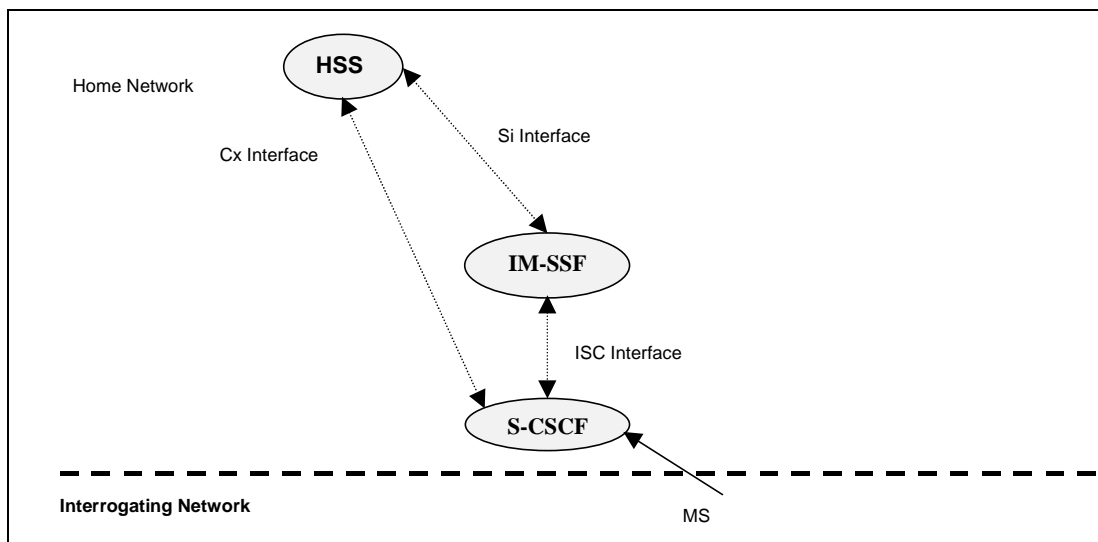 HSS
Home Network
Si Interface
Cx Interface
IM-SSF
ISC Interface
S-CSCF
Interrogating Network
MS